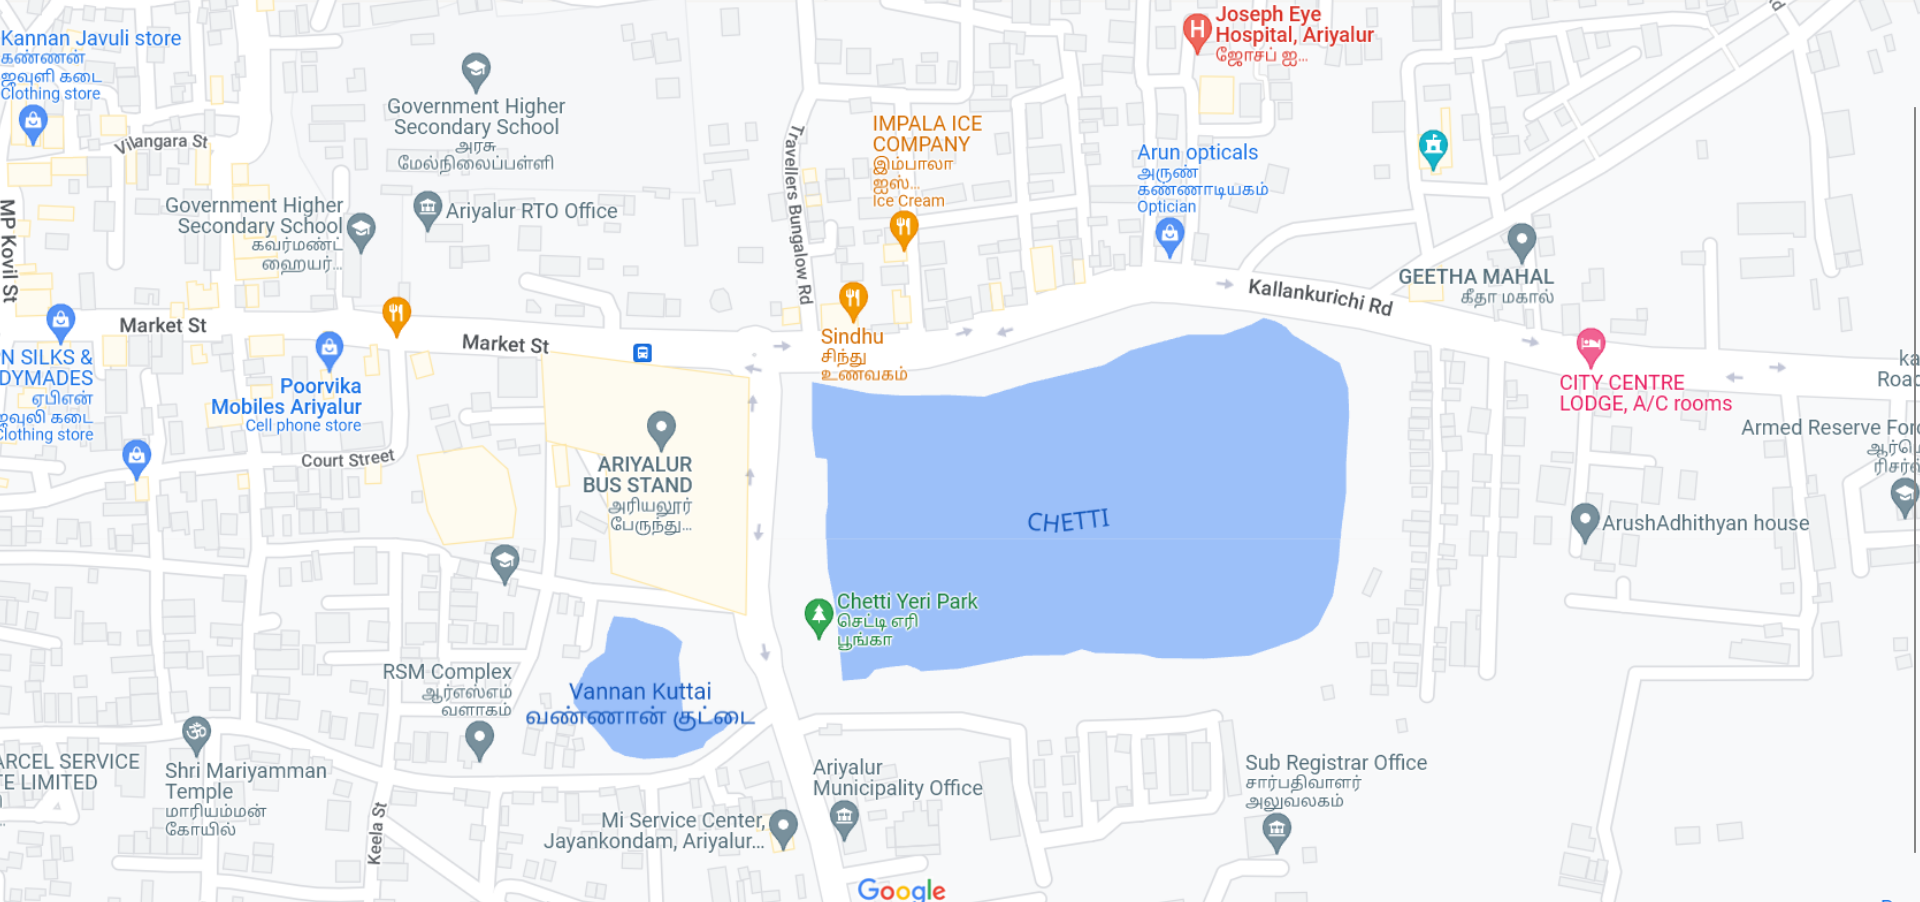 Kannan Javuli store
கண்ணன்
ஜவுளி கடை
Clothing store
Vilangara St
Government Higher
Secondary School
அரசு
மேல்நிலைப்பள்ளி
Government Higher
Secondary School
கவர்மண்ட்
ஹையர்...
Ariyalur RTO Office
MP Kovil St
Travellers Bungalow Rd
IMPALA ICE
COMPANY
இம்பாலா
ஐஸ்...
Ice Cream
Joseph Eye
Hospital, Ariyalur
ஜோசப் ஐ...
Arun opticals
அருண்
கண்ணாடியகம்
Optician
Kallankurichi Rd
GEETHA MAHAL
கீதா மகால்
Market St
Market St
N SILKS &
DYMADES
ஏபிஎன்
ஜவுலி கடை
Clothing store
Poorvika
Mobiles Ariyalur
Cell phone store
Court Street
Sindhu
சிந்து
உணவகம்
CITY CENTRE
LODGE, A/C rooms
ka
Road
Armed Reserve Forc
ARIYALUR
BUS STAND
அரியலூர்
பேருந்து...
CHETTI
ArushAdhithyan house
Chetti Yeri Park
செட்டி எரி
பூங்கா
RSM Complex
ஆர்எஸ்எம்
வளாகம்
Vannan Kuttai
வண்ணான் குட்டை
ARCEL SERVICE
TE LIMITED
Shri Mariyamman
Temple
மாரியம்மன்
கோயில்
Keela St
Mi Service Center,
Jayankondam, Ariyalur...
Ariyalur
Municipality Office
Sub Registrar Office
சார்பதிவாளர்
அலுவலகம்
Google